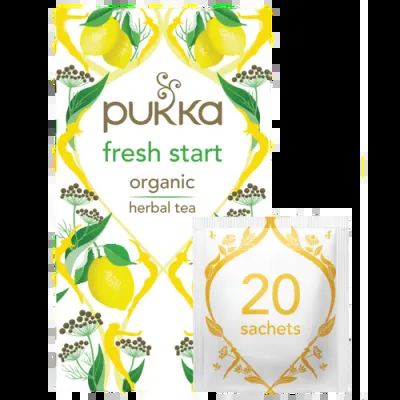 pukka
fresh start
organic
herbal tea
20
sachets